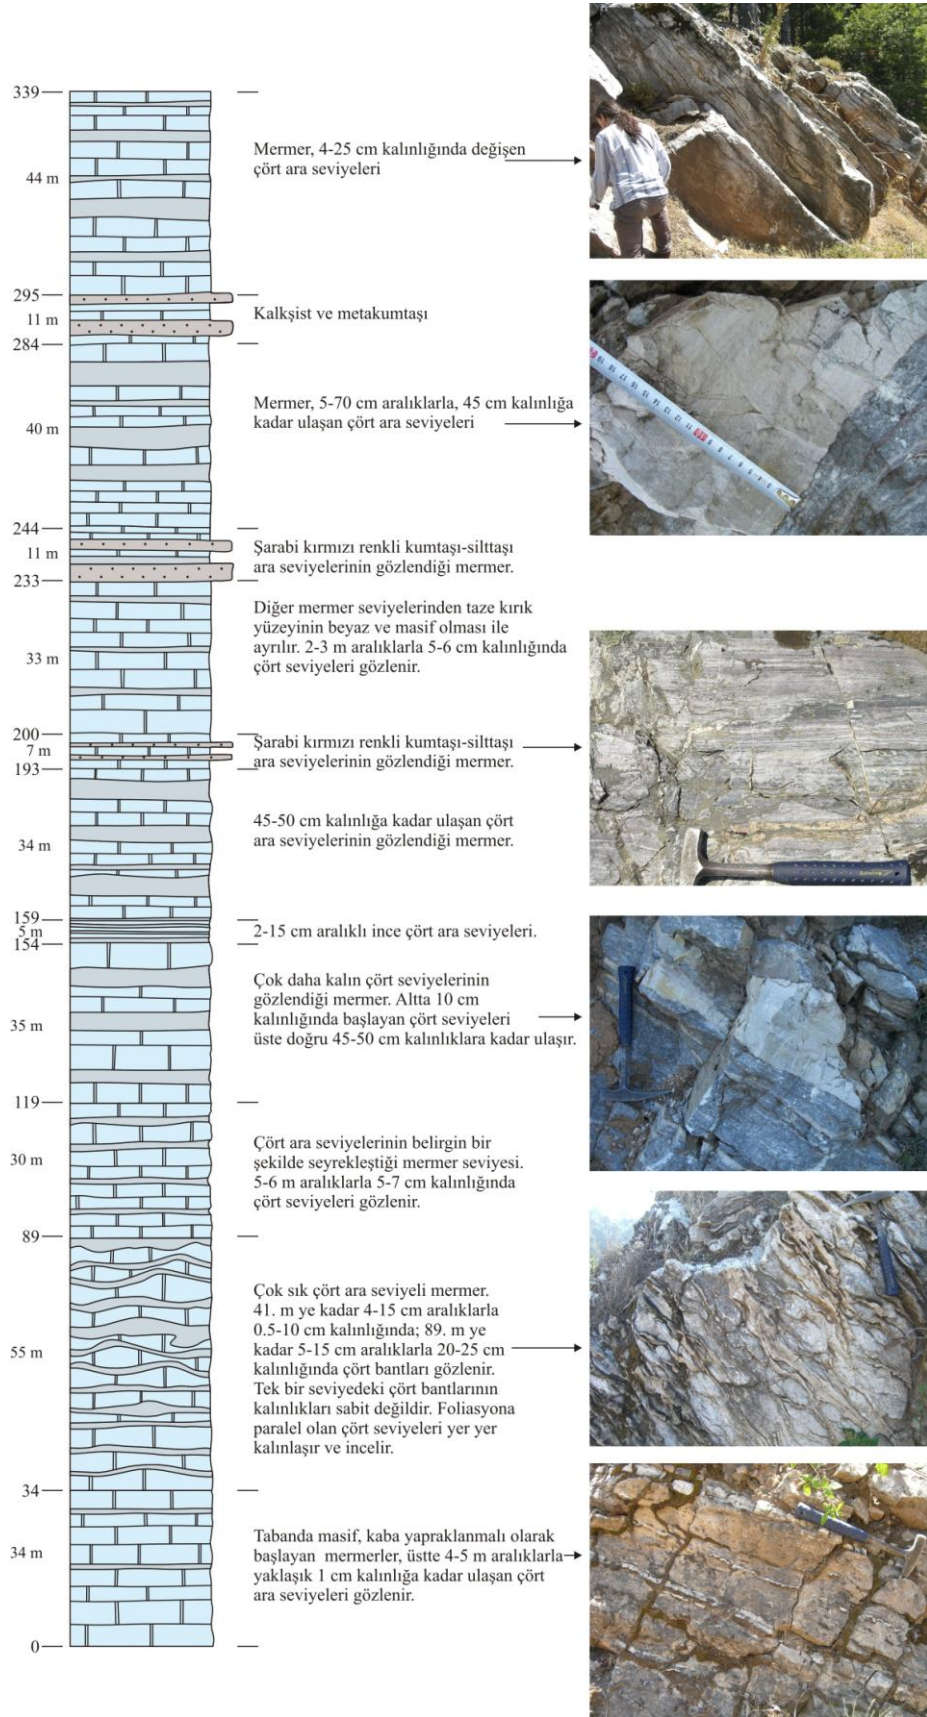 339
44 m
Mermer, 4-25 cm kalınlığında değişen
çört ara seviyeleri
295
11 m
Kalkşist ve metakumtaşı
284
40 m
Mermer, 5-70 cm aralıklarla, 45 cm kalınlığa
kadar ulaşan çört ara seviyeleri
244
11 m
Şarabi kırmızı renkli kumtaşı-silttaşı
ara seviyelerinin gözlendiği mermer.
233
33 m
Diğer mermer seviyelerinden taze kırık
yüzeyinin beyaz ve masif olması ile
ayrılır. 2-3 m aralıklarla 5-6 cm kalınlığında
çört seviyeleri gözlenir.
200
7 m
Şarabi kırmızı renkli kumtaşı-silttaşı
ara seviyelerinin gözlendiği mermer.
193
34 m
45-50 cm kalınlığa kadar ulaşan çört
ara seviyelerinin gözlendiği mermer.
159
5 m
2-15 cm aralıklı ince çört ara seviyeleri.
154
35 m
Çok daha kalın çört seviyelerinin
gözlendiği mermer. Altta 10 cm
kalınlığında başlayan çört seviyeleri
üste doğru 45-50 cm kalınlıklara kadar ulaşır.
119
30 m
Çört ara seviyelerinin belirgin bir
şekilde seyrekleştiği mermer seviyesi.
5-6 m aralıklarla 5-7 cm kalınlığında
çört seviyeleri gözlenir.
89
55 m
Çok sık çört ara seviyeli mermer.
41. m ye kadar 4-15 cm aralıklarla
0.5-10 cm kalınlığında; 89. m ye
kadar 5-15 cm aralıklarla 20-25 cm
kalınlığında çört bantları gözlenir.
Tek bir seviyedeki çört bantlarının
kalınlıkları sabit değildir. Foliasyona
paralel olan çört seviyeleri yer yer
kalınlaşır ve incelir.
34
34 m
Tabanda masif, kaba yapraklanmalı olarak
başlayan mermerler, üstte 4-5 m aralıklarla
yaklaşık 1 cm kalınlığa kadar ulaşan çört
ara seviyeleri gözlenir.
0